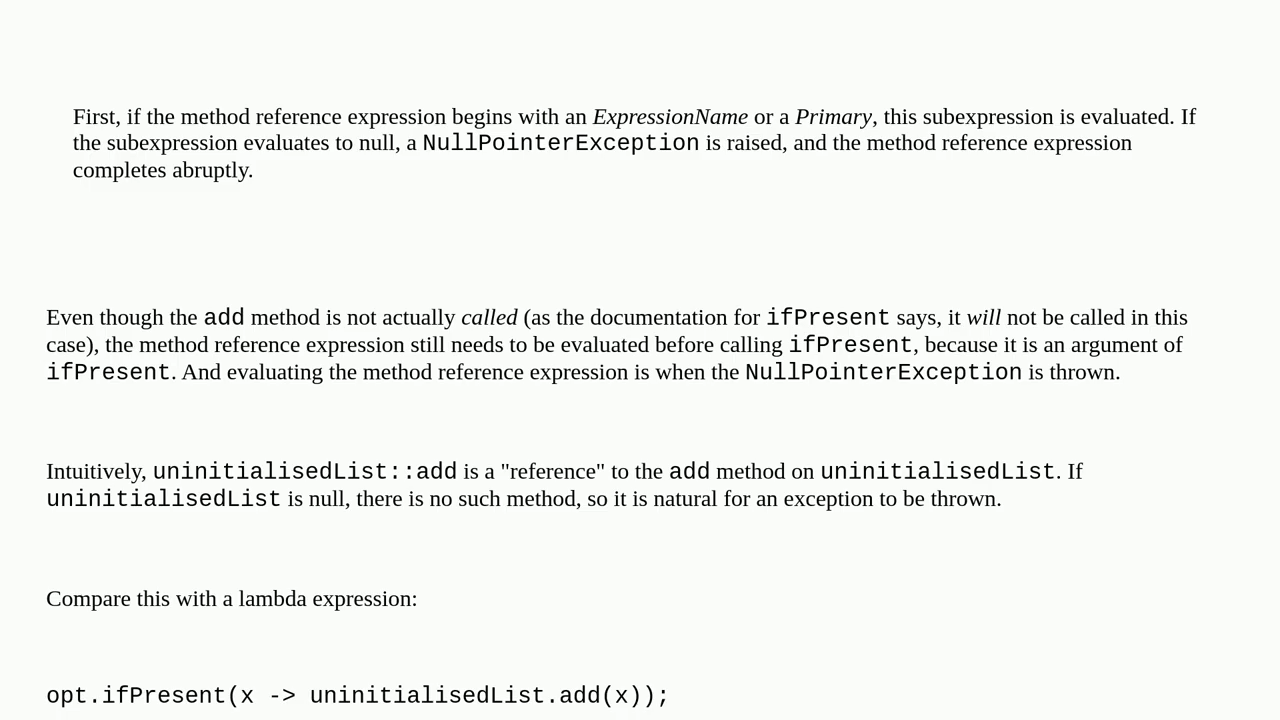 First, if the method reference expression begins with an ExpressionName or a Primary, this subexpression is evaluated. If
the subexpression evaluates to null, a NullPointerException is raised, and the method reference expression
completes abruptly.
Even though the add method is not actually called (as the documentation for ifPresent says, it will not be called in this
case), the method reference expression still needs to be evaluated before calling ifPresent, because it is an argument of
ifPresent. And evaluating the method reference expression is when the NullPointerException is thrown.
Intuitively, uninitialisedList::add is a "reference" to the add method on uninitialisedList. If
uninitialisedList is null, there is no such method, so it is natural for an exception to be thrown.
Compare this with a lambda expression:
opt.ifPresent(x -> uninitialisedList.add(x));